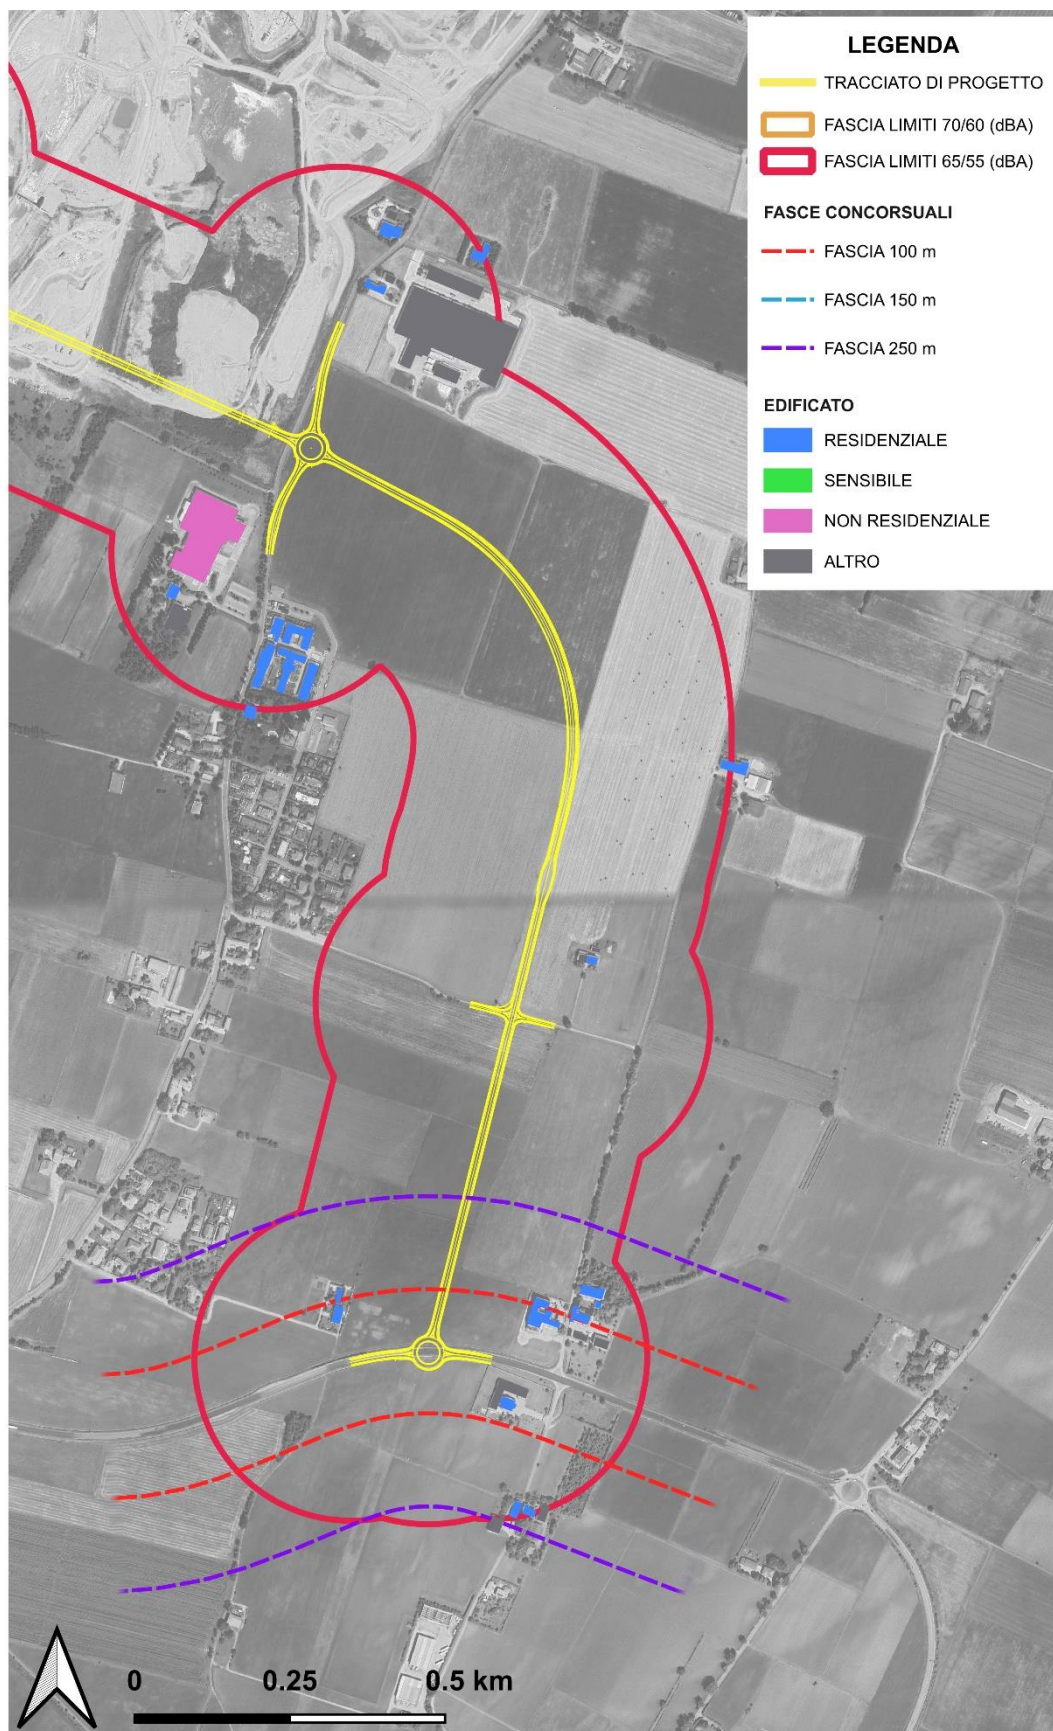 LEGENDA
TRACCIATO DI PROGETTO
FASCIA LIMITI 70/60 (dBA)
FASCIA LIMITI 65/55 (dBA)
FASCE CONCORSUALI
FASCIA 100 m
FASCIA 150 m
FASCIA 250 m
EDIFICATO
RESIDENZIALE
SENSIBILE
NON RESIDENZIALE
ALTRO
0 0.25 0.5 km